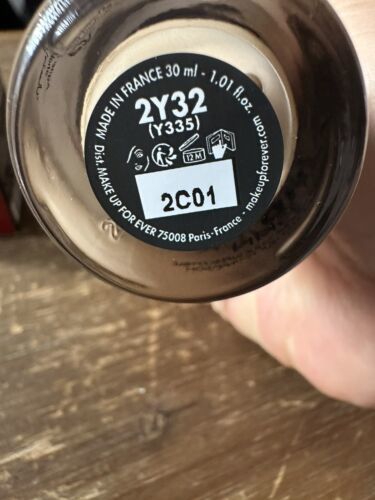 MADE IN FRANCE 30 ml - 1.01 fl.oz.
2Y32
(Y335)
12 M
2C01
Dist. MAKE UP FOR EVER 75008 Paris-France - makeupforever.com